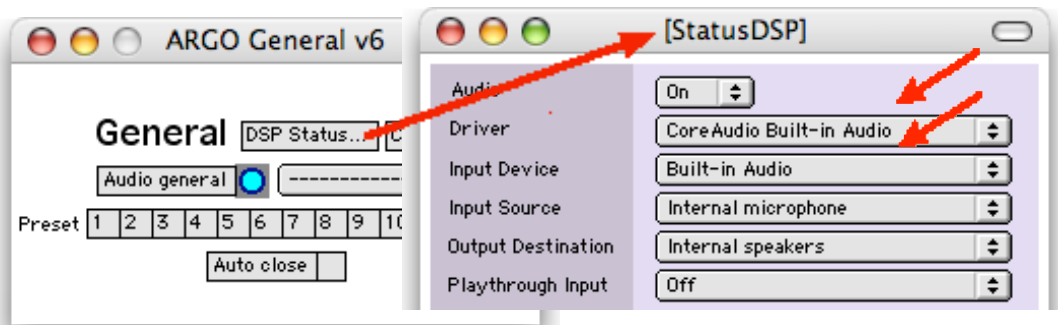 ARGO General v6
General DSP Status...
Audio general ---------------
Preset 1 2 3 4 5 6 7 8 9 10
Auto close
[StatusDSP]
Audio On
Driver CoreAudio Built-in Audio
Input Device Built-in Audio
Input Source Internal microphone
Output Destination Internal speakers
Playthrough Input Off